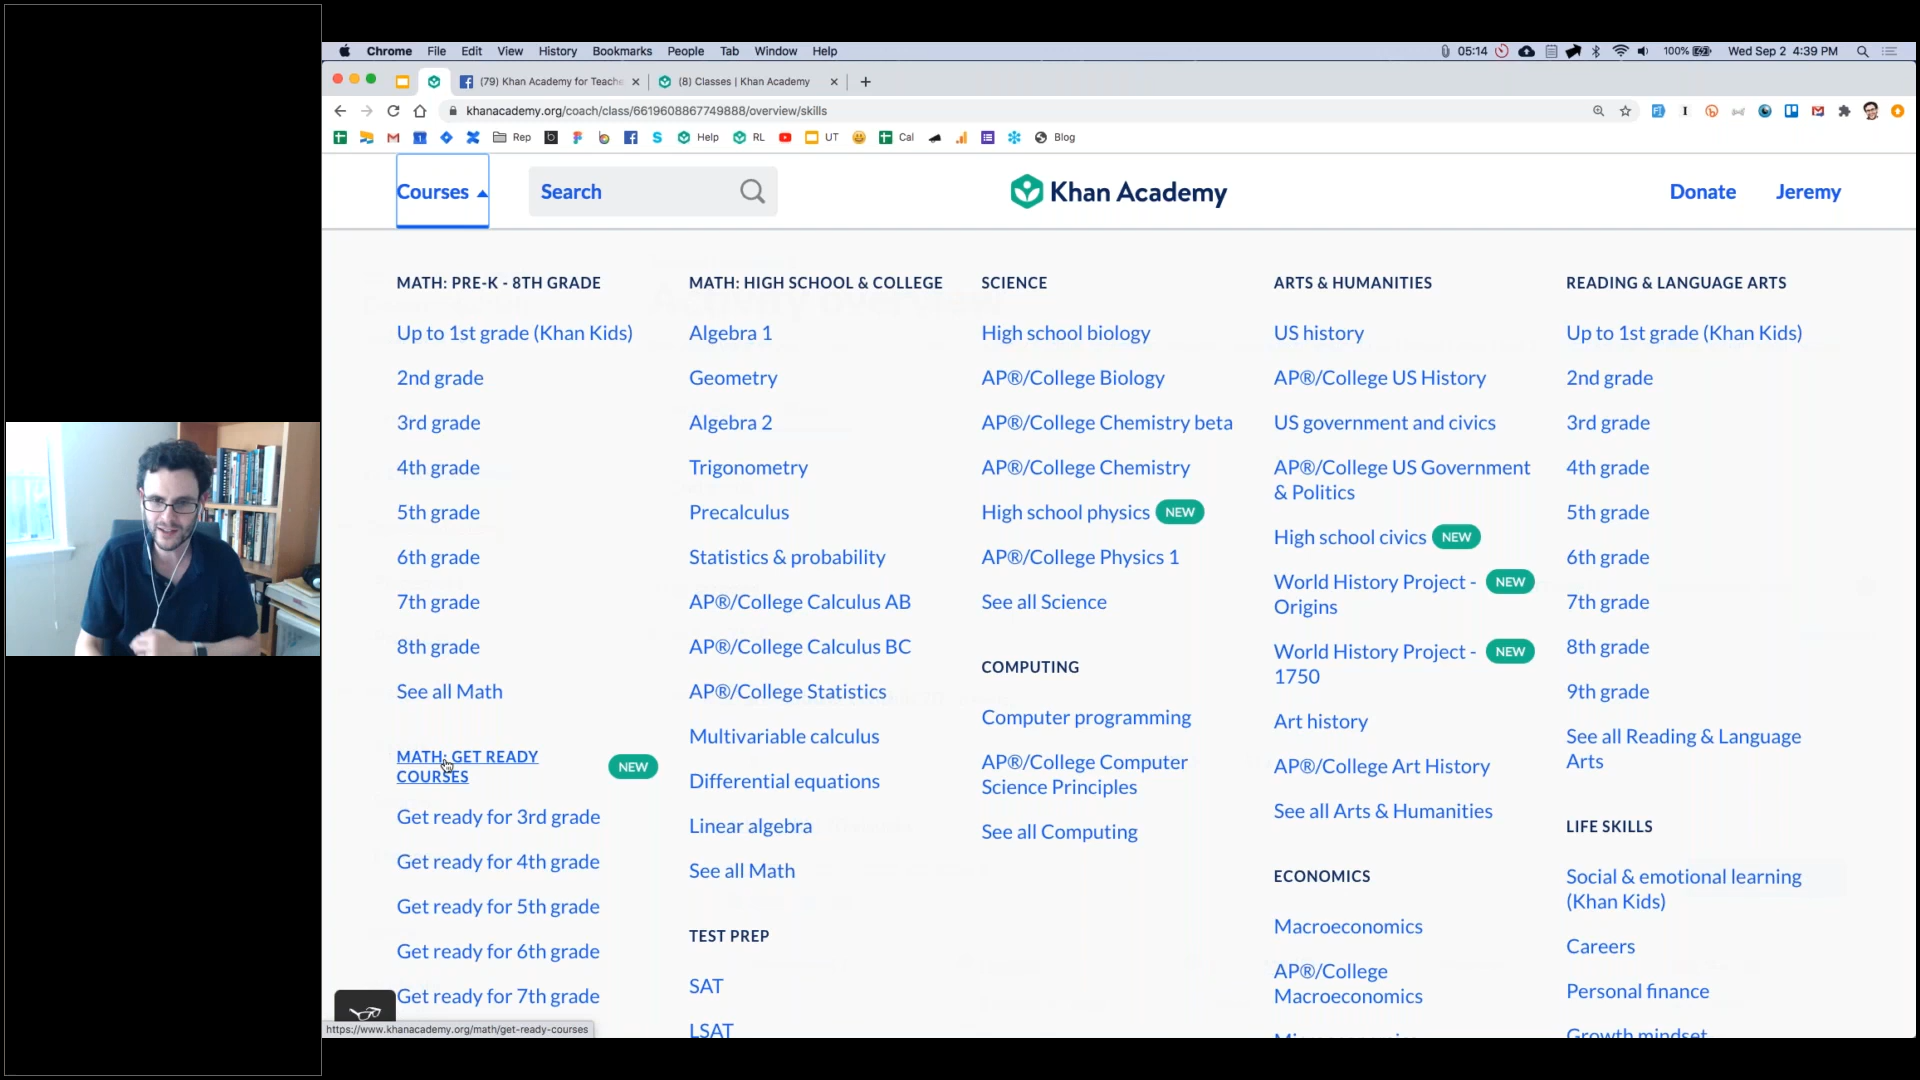 Chrome File Edit View History Bookmarks People Tab Window Help 05:14 100% Wed Sep 2 4:39 PM
(79) Khan Academy for Teache (8) Classes | Khan Academy
khanacademy.org/coach/class/6619608867749888/overview/skills
Rep Help RL UT Cal Blog
Courses Search Khan Academy Donate Jeremy
MATH: PRE-K - 8TH GRADE
Up to 1st grade (Khan Kids)
2nd grade
3rd grade
4th grade
5th grade
6th grade
7th grade
8th grade
See all Math
MATH: GET READY
COURSES
NEW
Get ready for 3rd grade
Get ready for 4th grade
Get ready for 5th grade
Get ready for 6th grade
Get ready for 7th grade
MATH: HIGH SCHOOL & COLLEGE
Algebra 1
Geometry
Algebra 2
Trigonometry
Precalculus
Statistics & probability
AP®/College Calculus AB
AP®/College Calculus BC
AP®/College Statistics
Multivariable calculus
Differential equations
Linear algebra
See all Math
TEST PREP
SAT
LSAT
SCIENCE
High school biology
AP®/College Biology
AP®/College Chemistry beta
AP®/College Chemistry
High school physics NEW
AP®/College Physics 1
See all Science
COMPUTING
Computer programming
AP®/College Computer
Science Principles
See all Computing
ARTS & HUMANITIES
US history
AP®/College US History
US government and civics
AP®/College US Government
& Politics
High school civics NEW
World History Project - NEW
Origins
World History Project - NEW
1750
Art history
AP®/College Art History
See all Arts & Humanities
ECONOMICS
Macroeconomics
AP®/College
Macroeconomics
READING & LANGUAGE ARTS
Up to 1st grade (Khan Kids)
2nd grade
3rd grade
4th grade
5th grade
6th grade
7th grade
8th grade
9th grade
See all Reading & Language
Arts
LIFE SKILLS
Social & emotional learning
(Khan Kids)
Careers
Personal finance
Growth mindset
https://www.khanacademy.org/math/get-ready-courses